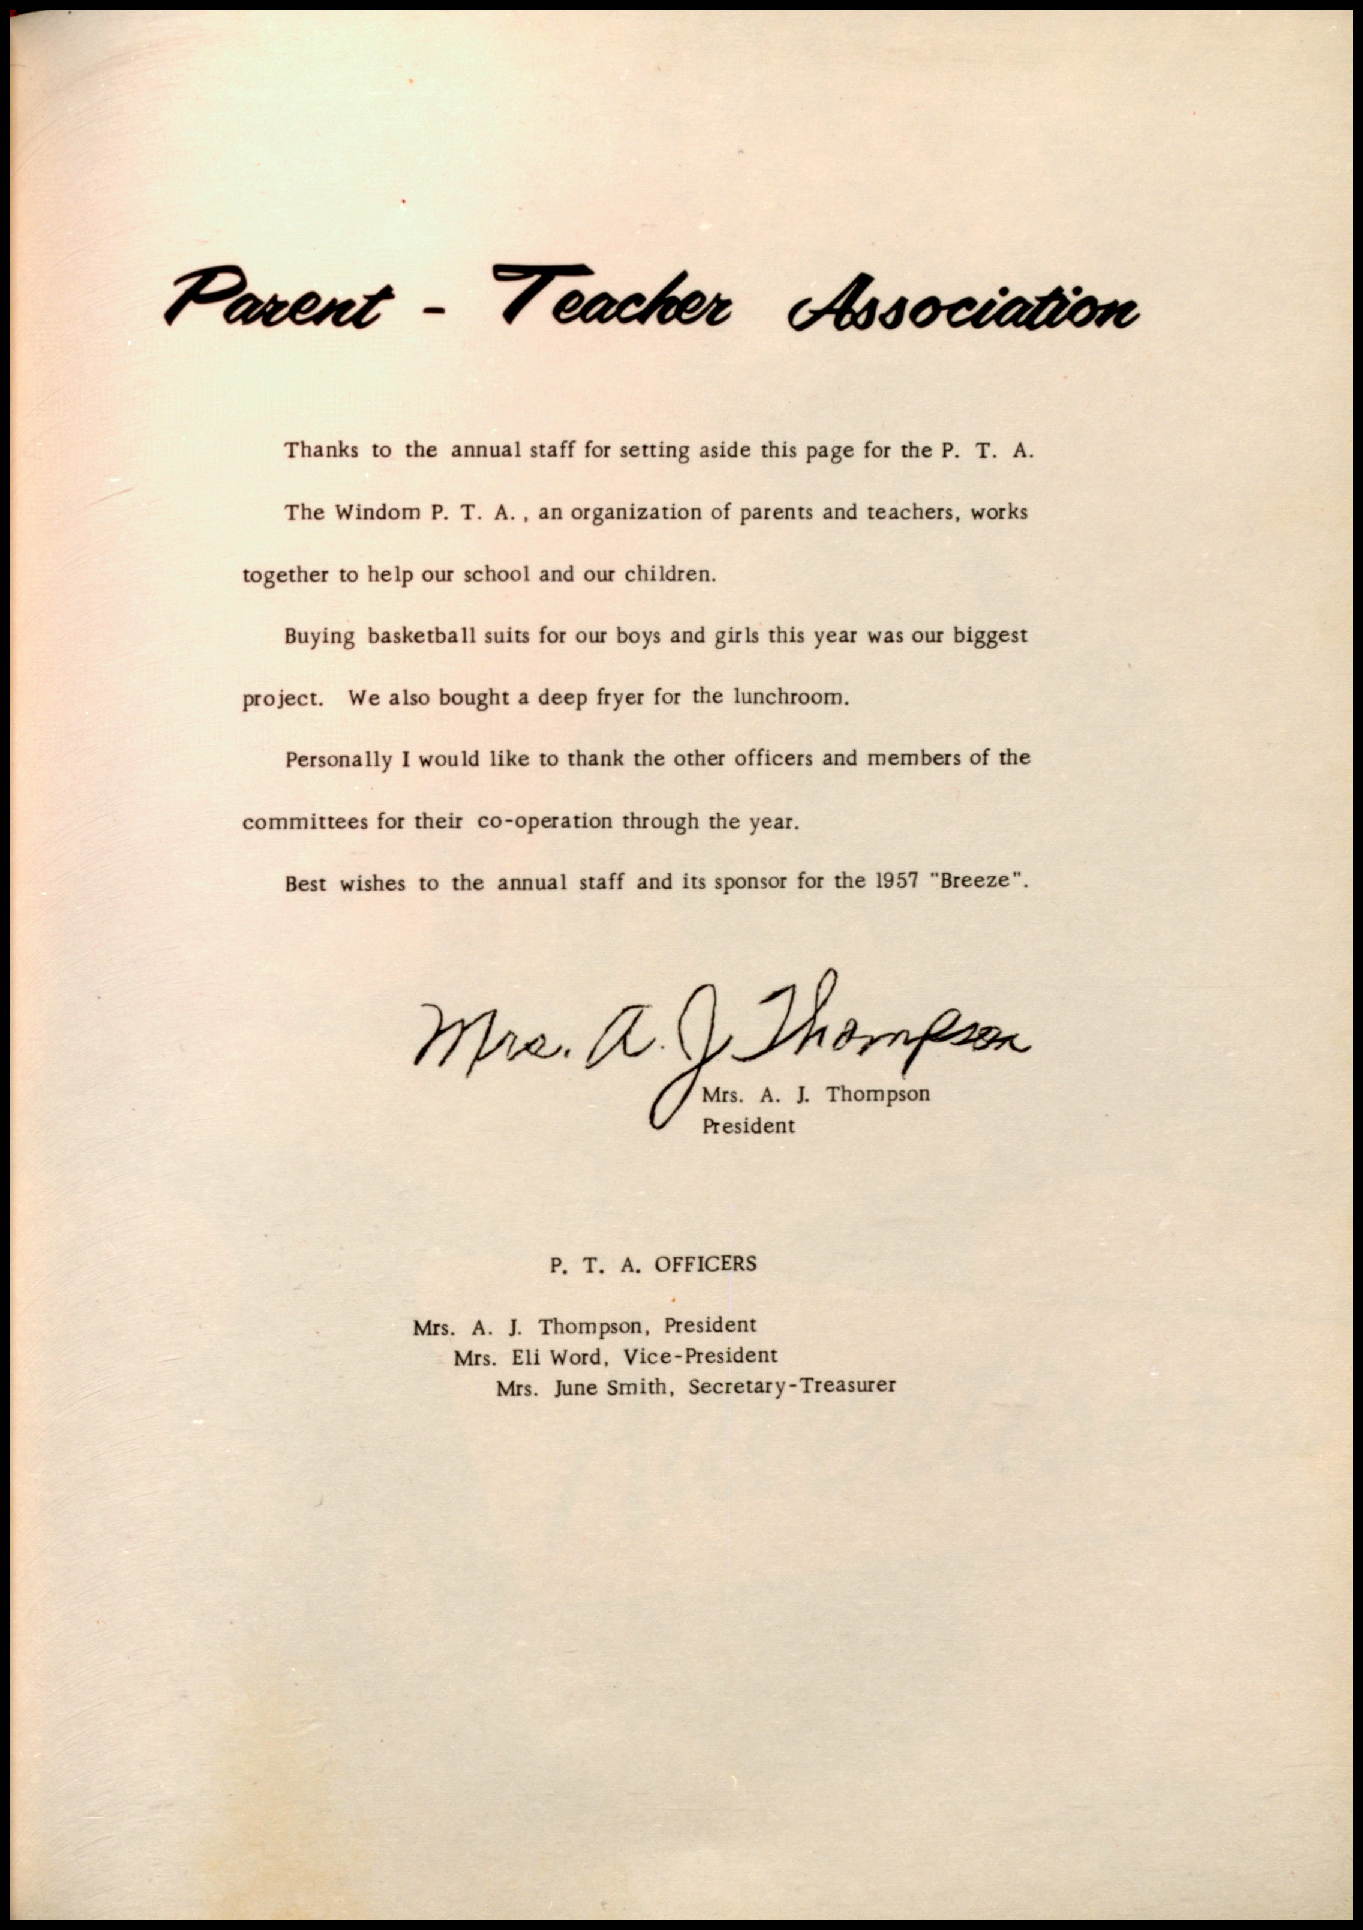 Parent - Teacher Association
Thanks to the annual staff for setting aside this page for the P. T. A.
The Windom P. T. A., an organization of parents and teachers, works
together to help our school and our children.
Buying basketball suits for our boys and girls this year was our biggest
project. We also bought a deep fryer for the lunchroom.
Personally I would like to thank the other officers and members of the
committees for their co-operation through the year.
Best wishes to the annual staff and its sponsor for the 1957 "Breeze".
Mrs. A. J Thompson
Mrs. A. J. Thompson
President
P. T. A. OFFICERS
Mrs. A. J. Thompson, President
Mrs. Eli Word, Vice-President
Mrs. June Smith, Secretary-Treasurer